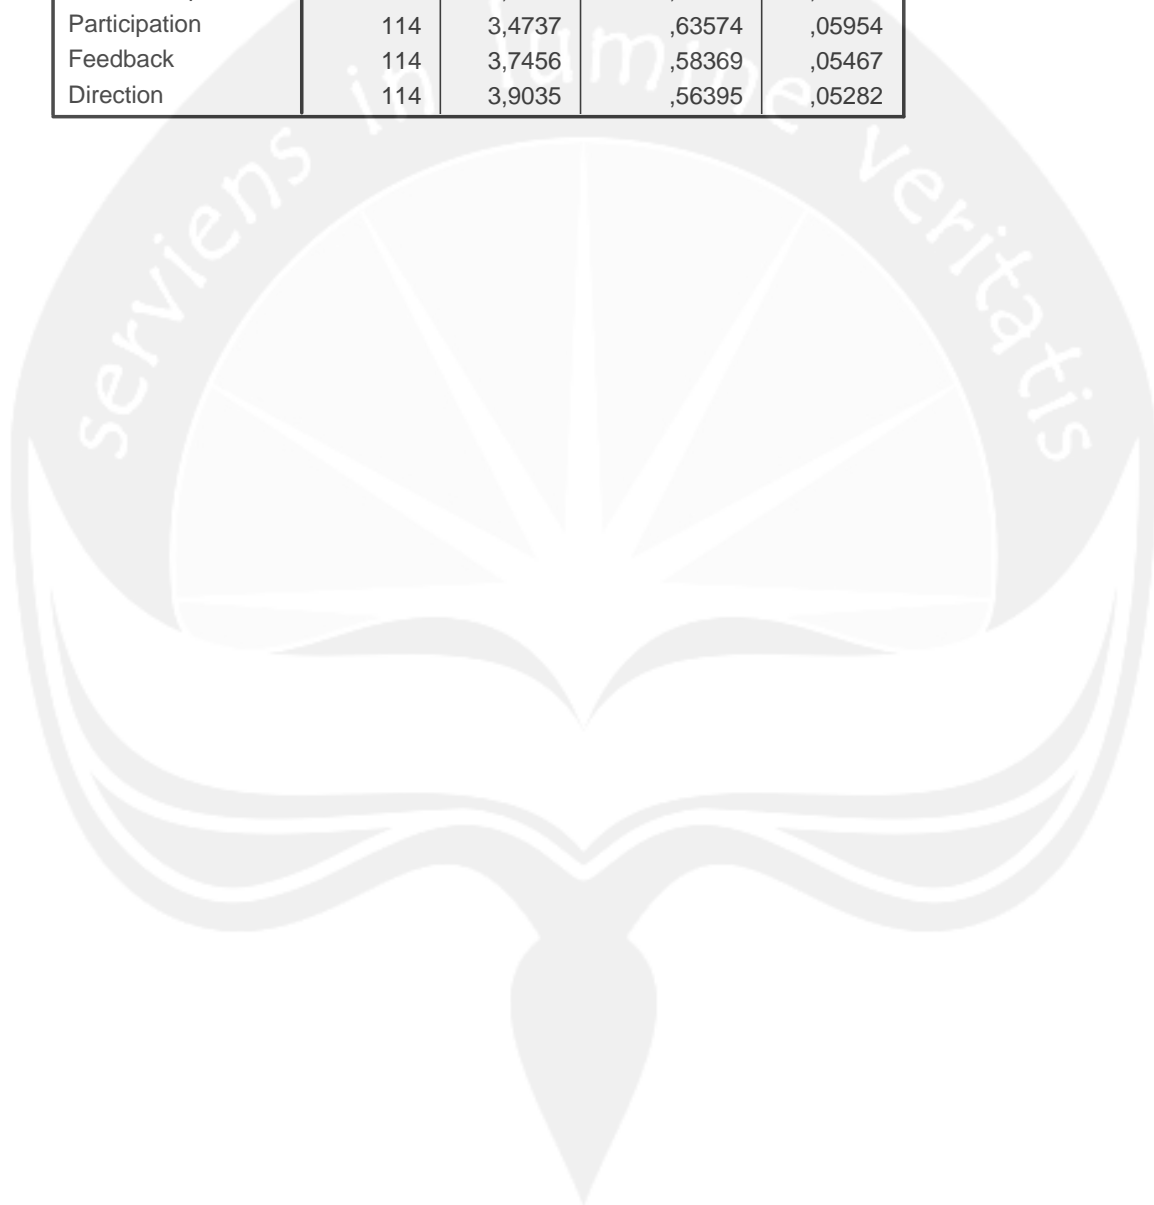 Participation 114 3,4737 ,63574 ,05954
Feedback 114 3,7456 ,58369 ,05467
Direction 114 3,9035 ,56395 ,05282
serviens in lumine veritatis